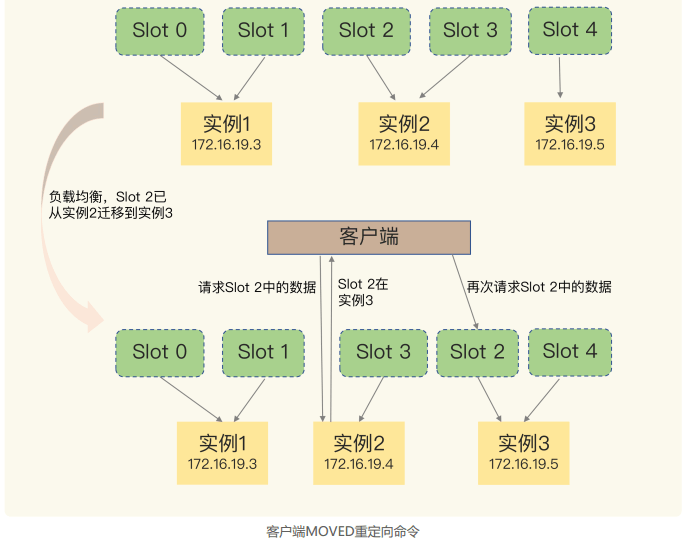 Slot 0 Slot 1 Slot 2 Slot 3 Slot 4
实例1 实例2 实例3
172.16.19.3 172.16.19.4 172.16.19.5
负载均衡，Slot 2已
从实例2迁移到实例3
客户端
请求Slot 2中的数据
Slot 2在
实例3
再次请求Slot 2中的数据
Slot 0 Slot 1 Slot 3 Slot 2 Slot 4
实例1 实例2 实例3
172.16.19.3 172.16.19.4 172.16.19.5
客户端MOVED重定向命令